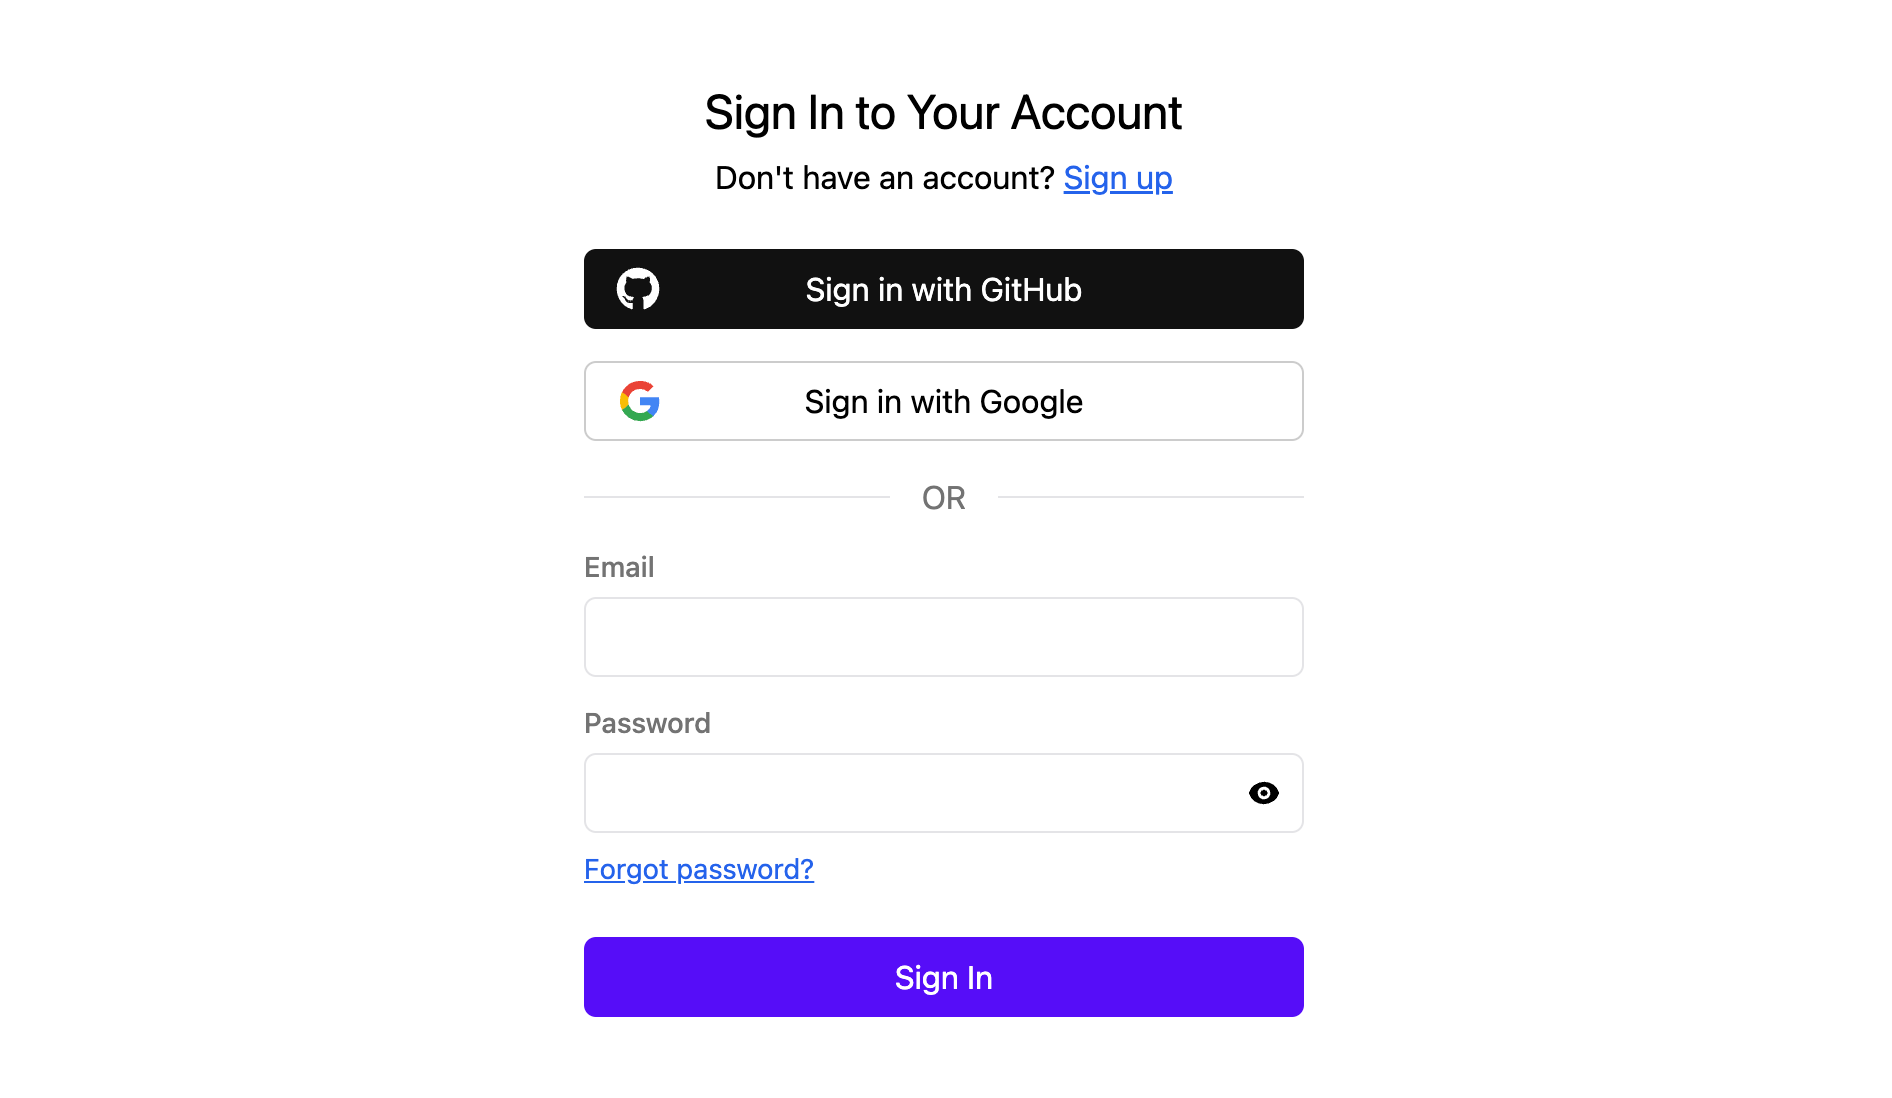 Sign In to Your Account
Don't have an account? Sign up
Sign in with GitHub
Sign in with Google
OR
Email
Password
Forgot password?
Sign In